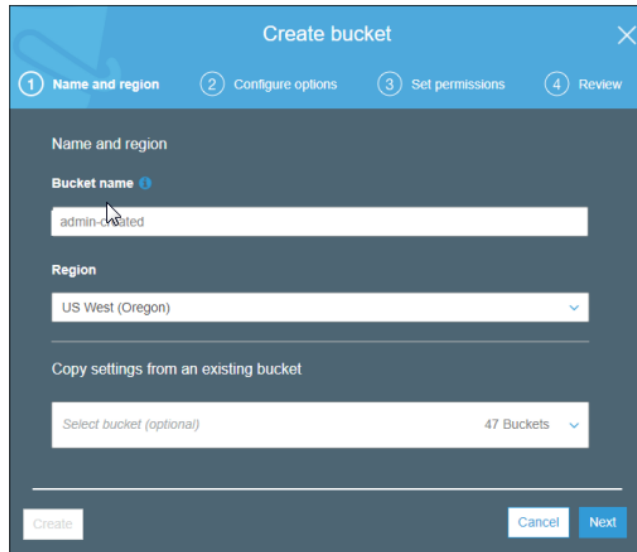 Create bucket
1 Name and region 2 Configure options 3 Set permissions 4 Review
Name and region
Bucket name
admin-created
Region
US West (Oregon)
Copy settings from an existing bucket
Select bucket (optional) 47 Buckets
Create Cancel Next